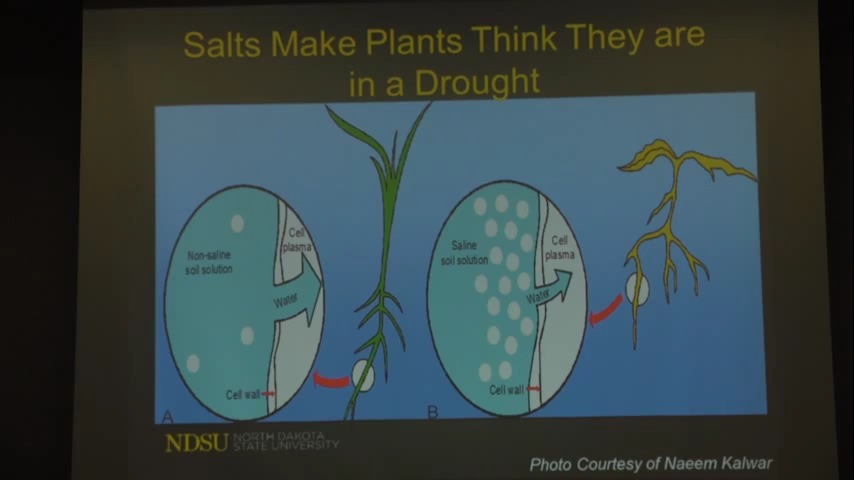 Salts Make Plants Think They are
in a Drought
Non-saline
soil solution
Cell
plasma
Water
Cell wall
A
Saline
soil solution
Cell
plasma
Water
Cell wall
B
NDSU NORTH DAKOTA
STATE UNIVERSITY
Photo Courtesy of Naeem Kalwar